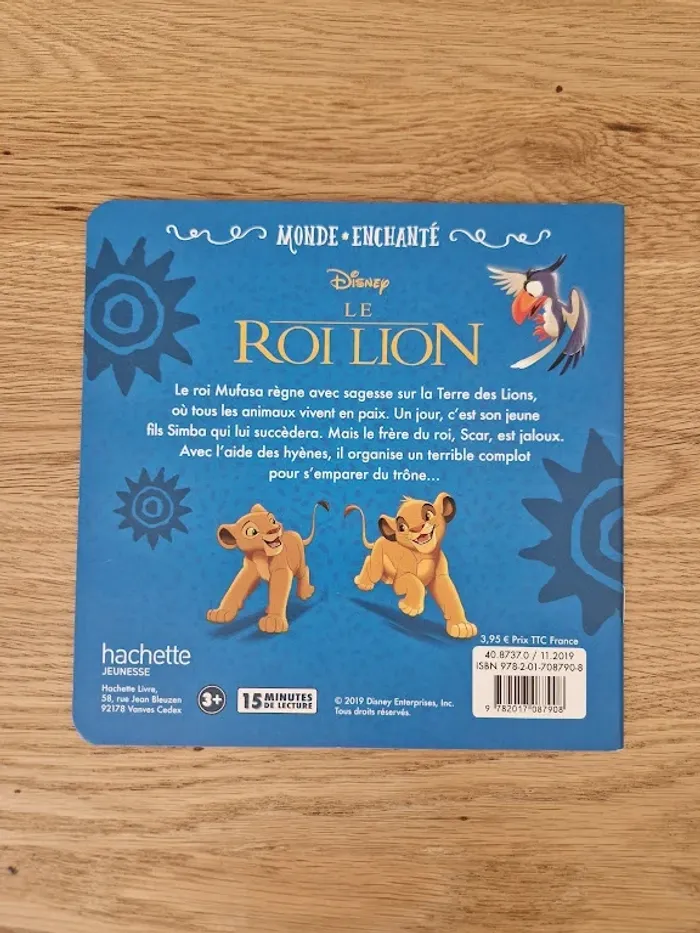 MONDE ENCHANTÉ
Disney
LE
ROI LION
Le roi Mufasa règne avec sagesse sur la Terre des Lions,
où tous les animaux vivent en paix. Un jour, c'est son jeune
fils Simba qui lui succèdera. Mais le frère du roi, Scar, est jaloux.
Avec l'aide des hyènes, il organise un terrible complot
pour s'emparer du trône...
3,95 € Prix TTC France
40.8737.0 / 11.2019
ISBN 978-2-01-708790-8
9 782017 087908
hachette
JEUNESSE
Hachette Livre,
58, rue Jean Bleuzen
92178 Vanves Cedex
3+
15 MINUTES
DE LECTURE
© 2019 Disney Enterprises, Inc.
Tous droits réservés.